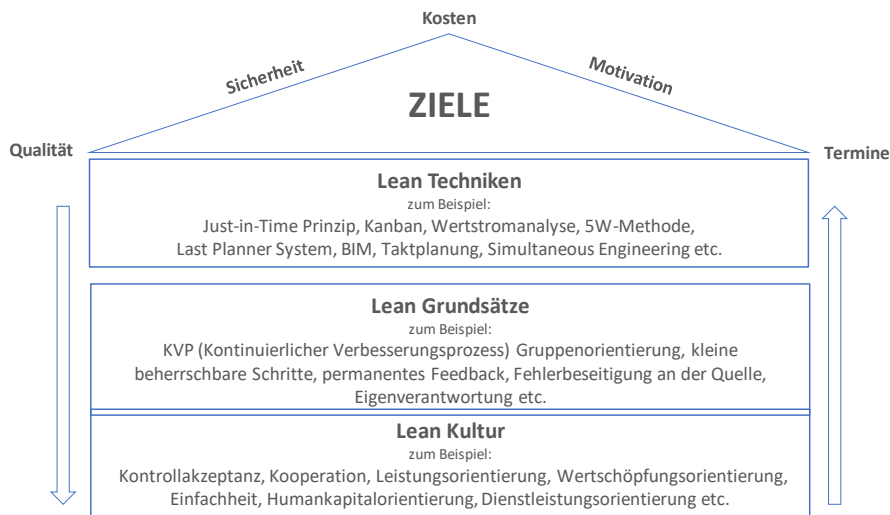 Kosten
Sicherheit
Motivation
ZIELE
Qualität
Termine
Lean Techniken
zum Beispiel:
Just-in-Time Prinzip, Kanban, Wertstromanalyse, 5W-Methode,
Last Planner System, BIM, Taktplanung, Simultaneous Engineering etc.
Lean Grundsätze
zum Beispiel:
KVP (Kontinuierlicher Verbesserungsprozess) Gruppenorientierung, kleine
beherrschbare Schritte, permanentes Feedback, Fehlerbeseitigung an der Quelle,
Eigenverantwortung etc.
Lean Kultur
zum Beispiel:
Kontrollakzeptanz, Kooperation, Leistungsorientierung, Wertschöpfungsorientierung,
Einfachheit, Humankapitalorientierung, Dienstleistungsorientierung etc.